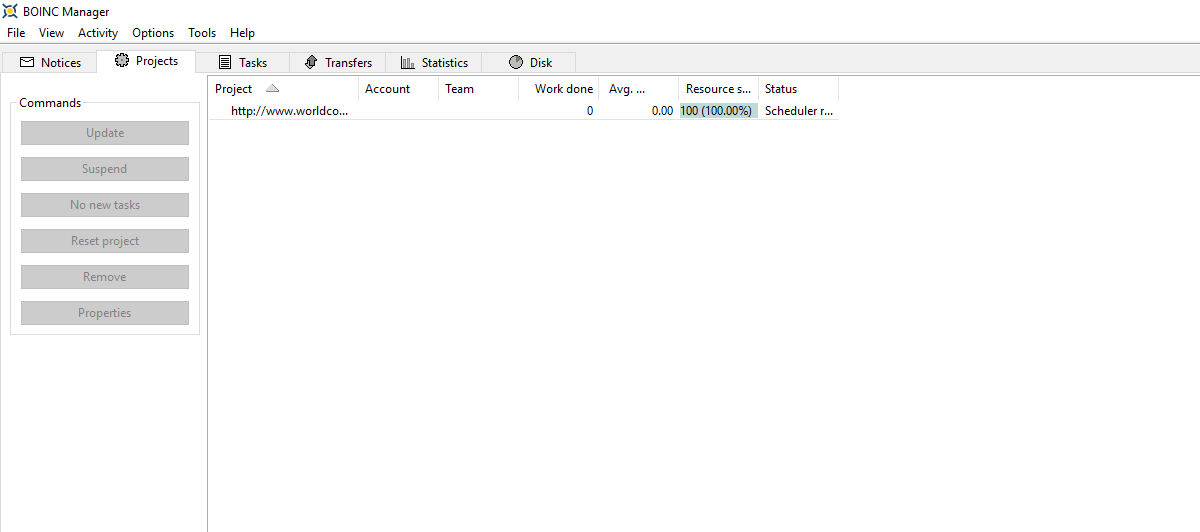 BOINC Manager
File View Activity Options Tools Help
Notices Projects Tasks Transfers Statistics Disk
Commands
Update
Suspend
No new tasks
Reset project
Remove
Properties
Project Account Team Work done Avg. ... Resource s... Status
http://www.worldco... 0 0.00 100 (100.00%) Scheduler r...